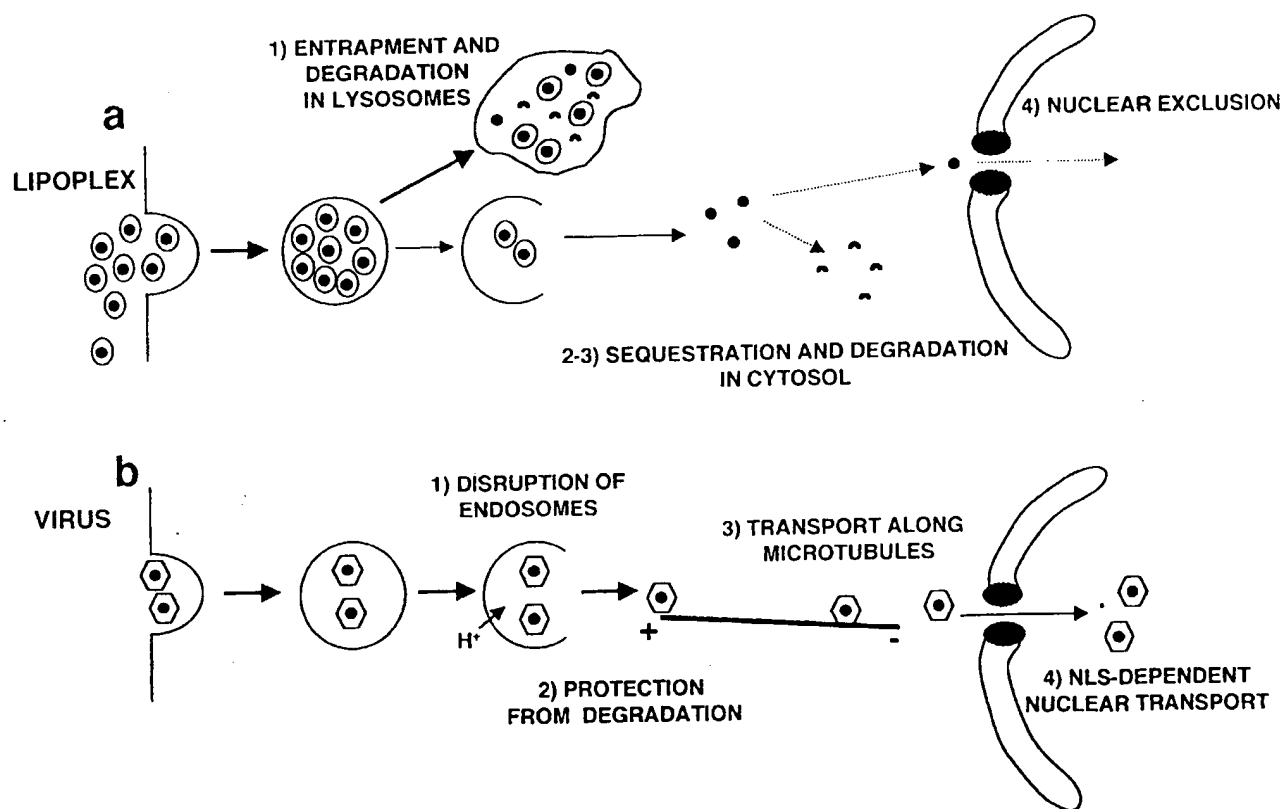 a
LIPOPLEX
1) ENTRAPMENT AND
DEGRADATION
IN LYSOSOMES
4) NUCLEAR EXCLUSION
2-3) SEQUESTRATION AND DEGRADATION
IN CYTOSOL
b
VIRUS
1) DISRUPTION OF
ENDOSOMES
H+
2) PROTECTION
FROM DEGRADATION
3) TRANSPORT ALONG
MICROTUBULES
+
-
4) NLS-DEPENDENT
NUCLEAR TRANSPORT